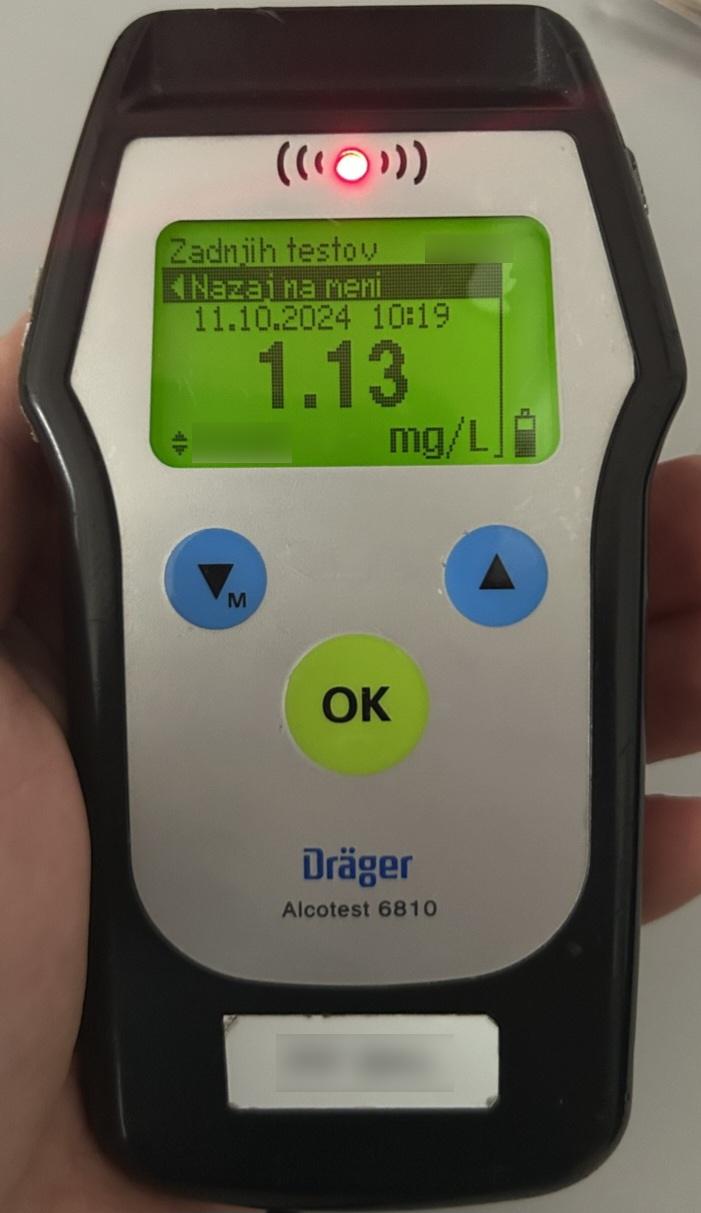 Zadnjih testov
Nazaj na meni
11.10.2024 10:19
1.13
mg/L
M
OK
Dräger
Alcotest 6810